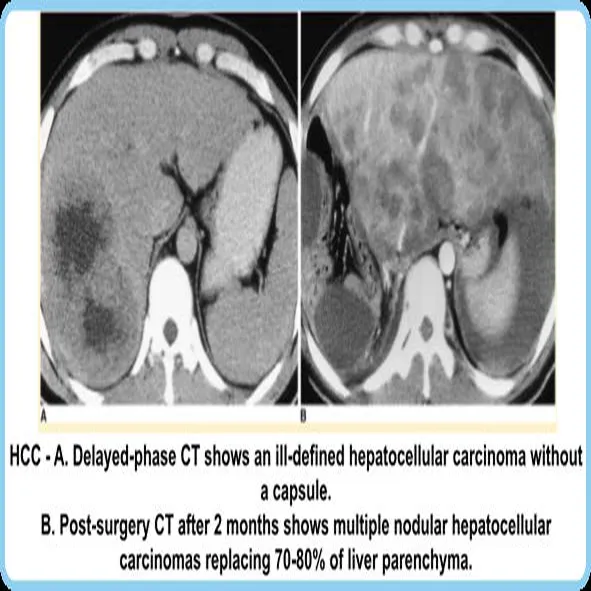 A
B
HCC - A. Delayed-phase CT shows an ill-defined hepatocellular carcinoma without
a capsule.
B. Post-surgery CT after 2 months shows multiple nodular hepatocellular
carcinomas replacing 70-80% of liver parenchyma.